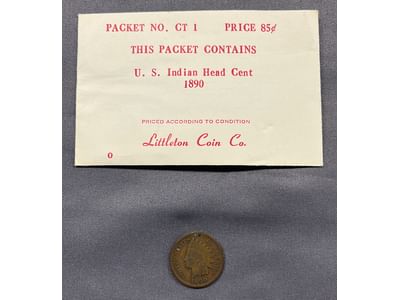 PACKET NO. CT 1 PRICE 85¢
THIS PACKET CONTAINS
U. S. Indian Head Cent
1890
PRICED ACCORDING TO CONDITION
Littleton Coin Co.
O